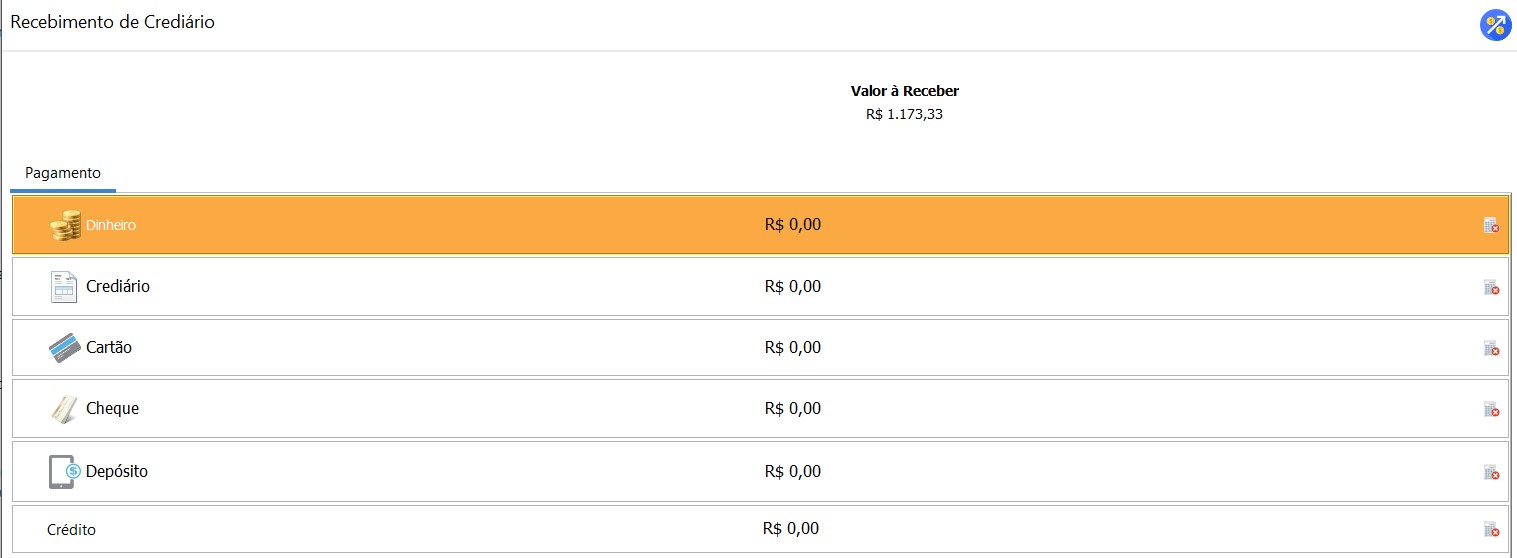 Recebimento de Crediário
Valor à Receber
R$ 1.173,33
Pagamento
Dinheiro R$ 0,00
Crediário R$ 0,00
Cartão R$ 0,00
Cheque R$ 0,00
Depósito R$ 0,00
Crédito R$ 0,00